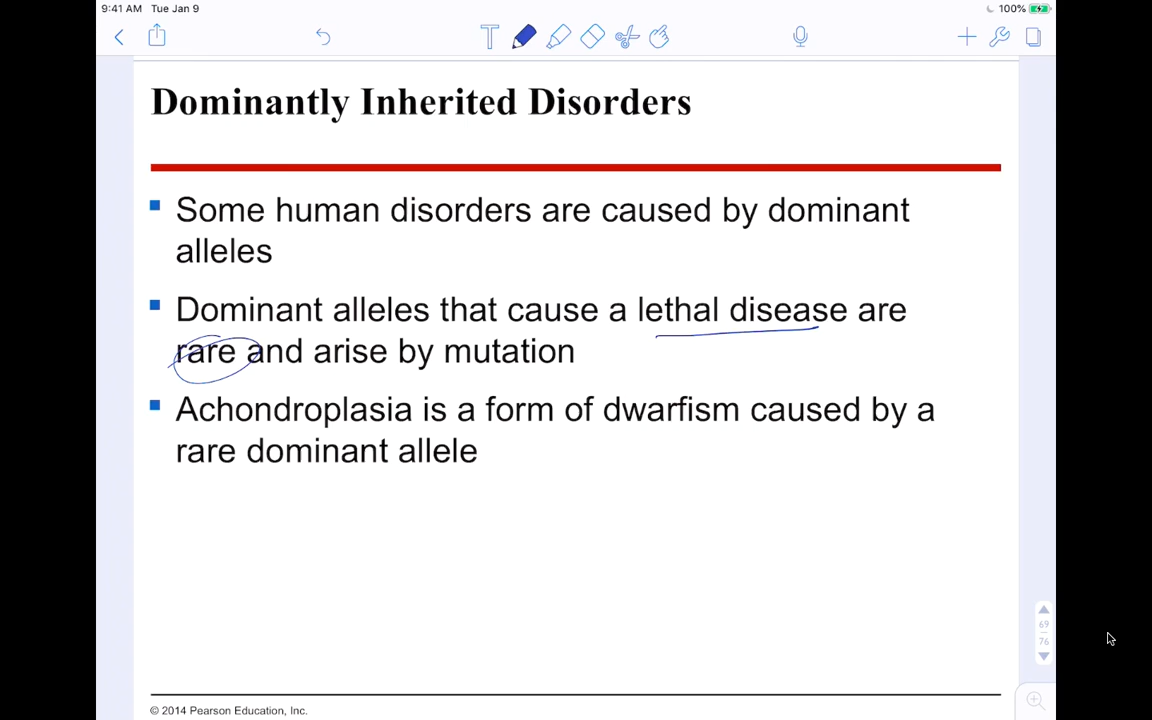 9:41 AM Tue Jan 9
100%
Dominantly Inherited Disorders
Some human disorders are caused by dominant
alleles
Dominant alleles that cause a lethal disease are
rare and arise by mutation
Achondroplasia is a form of dwarfism caused by a
rare dominant allele
69
76
© 2014 Pearson Education, Inc.